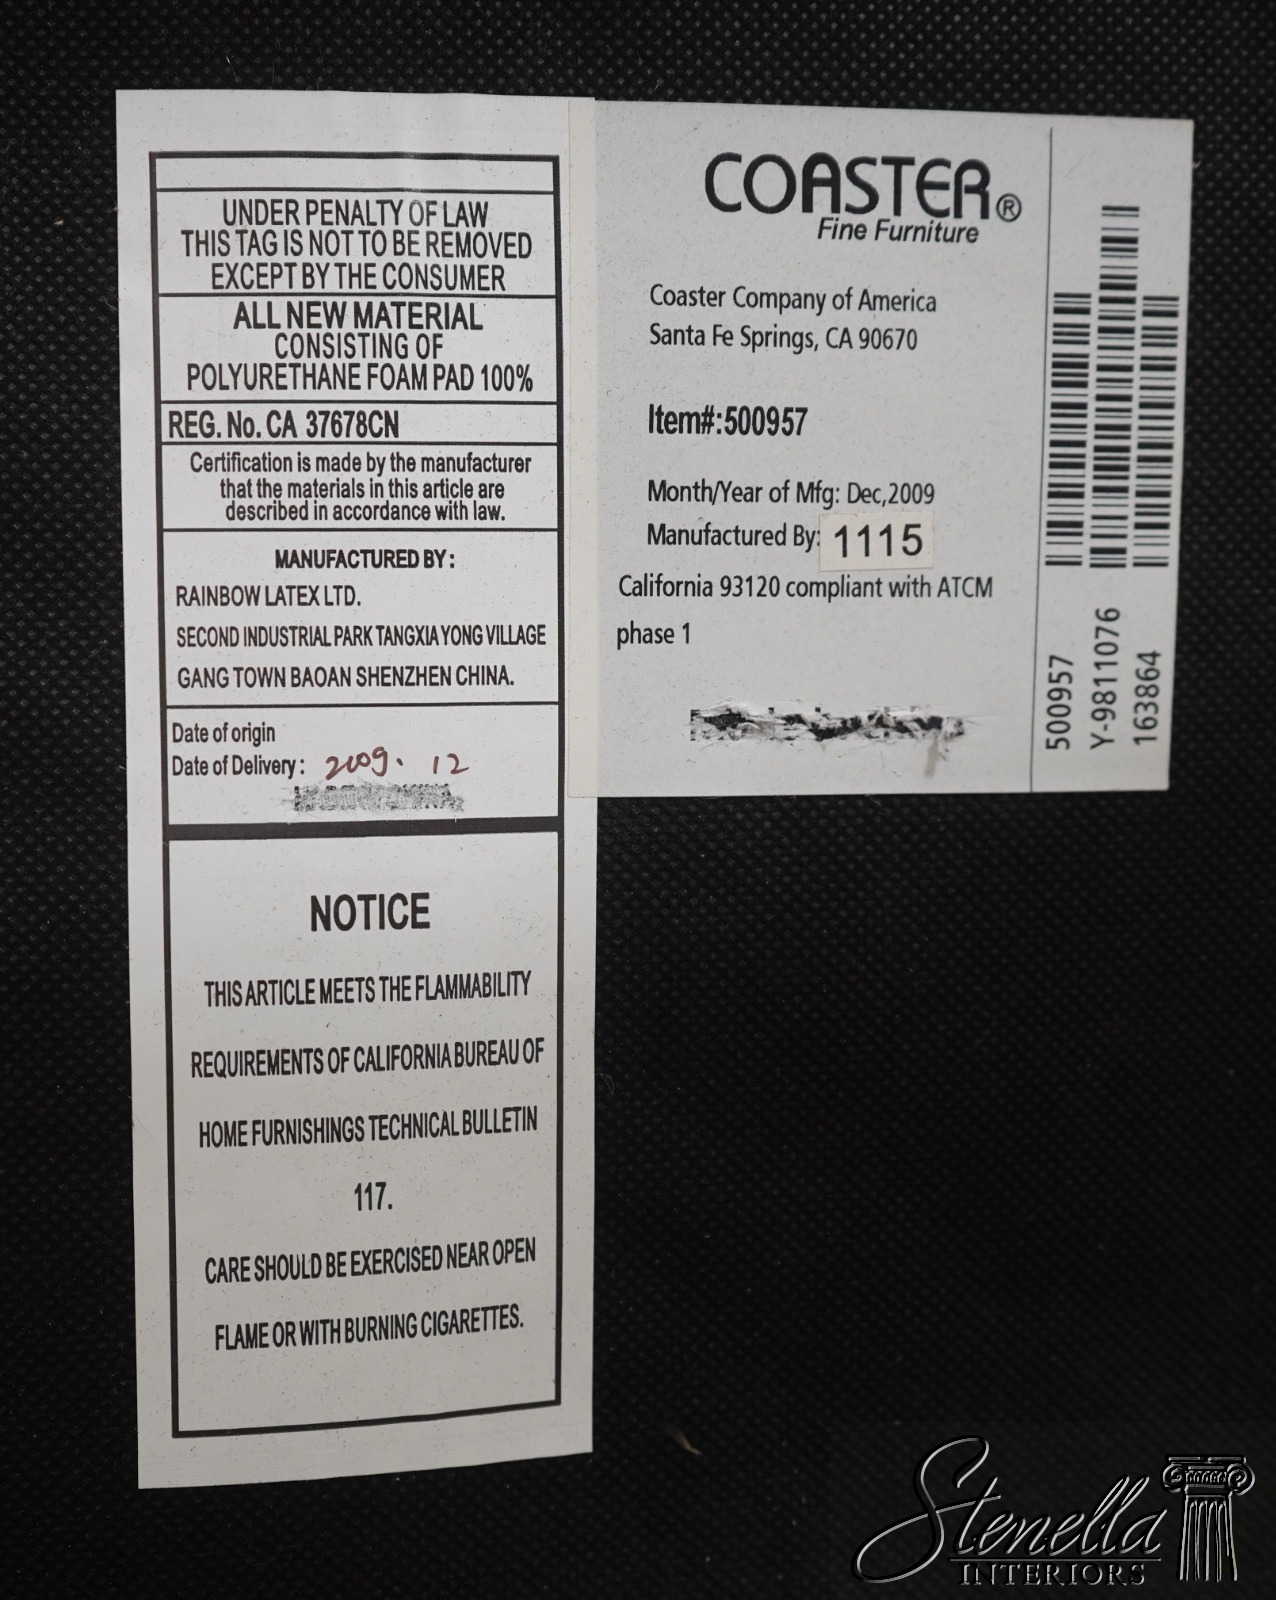 UNDER PENALTY OF LAW
THIS TAG IS NOT TO BE REMOVED
EXCEPT BY THE CONSUMER
ALL NEW MATERIAL
CONSISTING OF
POLYURETHANE FOAM PAD 100%
REG. No. CA 37678CN
Certification is made by the manufacturer
that the materials in this article are
described in accordance with law.
MANUFACTURED BY:
RAINBOW LATEX LTD.
SECOND INDUSTRIAL PARK TANGXIA YONG VILLAGE
GANG TOWN BAOAN SHENZHEN CHINA.
Date of origin
Date of Delivery: 2009. 12
NOTICE
THIS ARTICLE MEETS THE FLAMMABILITY
REQUIREMENTS OF CALIFORNIA BUREAU OF
HOME FURNISHINGS TECHNICAL BULLETIN
117.
CARE SHOULD BE EXERCISED NEAR OPEN
FLAME OR WITH BURNING CIGARETTES.
COASTER®
Fine Furniture
Coaster Company of America
Santa Fe Springs, CA 90670
Item#:500957
Month/Year of Mfg: Dec,2009
Manufactured By: 1115
California 93120 compliant with ATCM
phase 1
500957
Y-9811076
163864
Stenella
INTERIORS